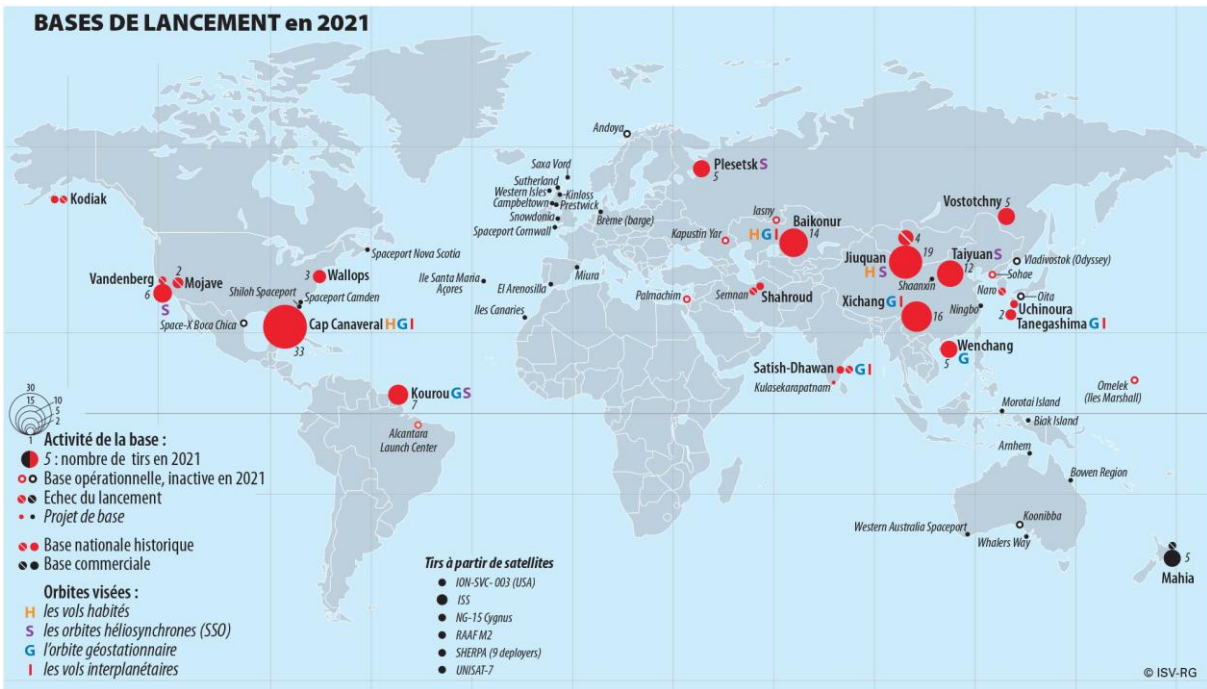 BASES DE LANCEMENT en 2021
Andoya
Saxa Vord
Sutherland
Western Isles
Kinloss
Campbeltown
Prestwick
Snowdonia
Spaceport Cornwall
Brème (barge)
Plesetsk S
5
Kodiak
Iasny
Kapustin Yar
Baikonur
H G I
14
Vostotchny 5
4
Jiuquan
19
H S
Taiyuan S
12
Shaanxin
Vladivostok (Odyssey)
Sohae
Naro
Oita
Uchinoura
2
Tanegashima G I
Ningbo
Xichang G I
16
Wenchang
5
G
Spaceport Nova Scotia
Vandenberg
6
S
2
Mojave
3
Wallops
Shiloh Spaceport
Spaceport Camden
Space-X Boca Chica
Cap Canaveral H G I
33
Ile Santa Maria
Açores
El Arenosilla
Miura
Iles Canaries
Palmachim
Semnan
Shahroud
Satish-Dhawan
G I
Kulasekarapatnam
Kourou G S
7
Alcantara
Launch Center
Omelek
(Iles Marshall)
Morotai Island
Biak Island
Arnhem
Bowen Region
Koonibba
Western Australia Spaceport
Whalers Way
5
Mahia
30
15
10
5
2
1
Activité de la base :
5 : nombre de tirs en 2021
Base opérationnelle, inactive en 2021
Echec du lancement
Projet de base
Base nationale historique
Base commerciale
Orbites visées :
H les vols habités
S les orbites héliosynchrones (SSO)
G l'orbite géostationnaire
I les vols interplanétaires
Tirs à partir de satellites
ION-SVC- 003 (USA)
ISS
NG-15 Cygnus
RAAF M2
SHERPA (9 deployers)
UNISAT-7
© ISV-RG